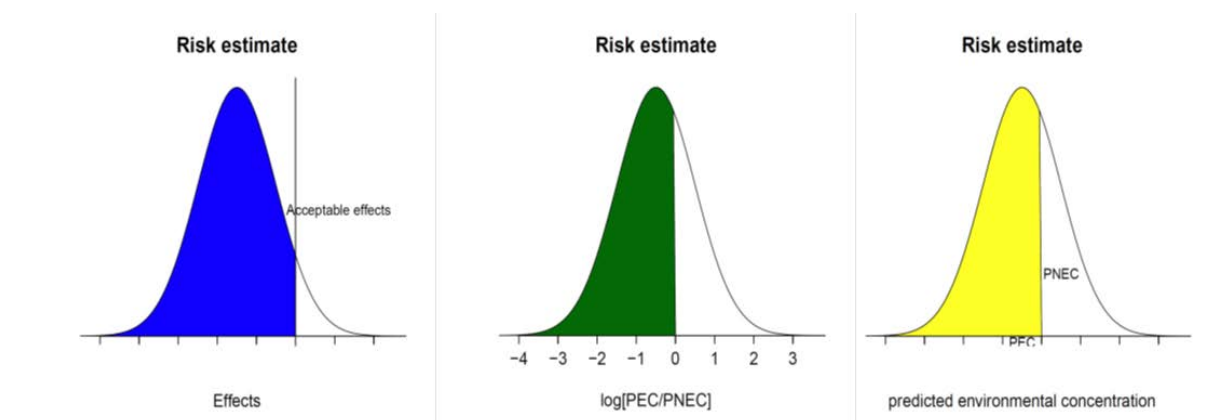 Risk estimate
Acceptable effects
Effects
Risk estimate
−4 −3 −2 −1 0 1 2 3
log[PEC/PNEC]
Risk estimate
PNEC
PEC
predicted environmental concentration